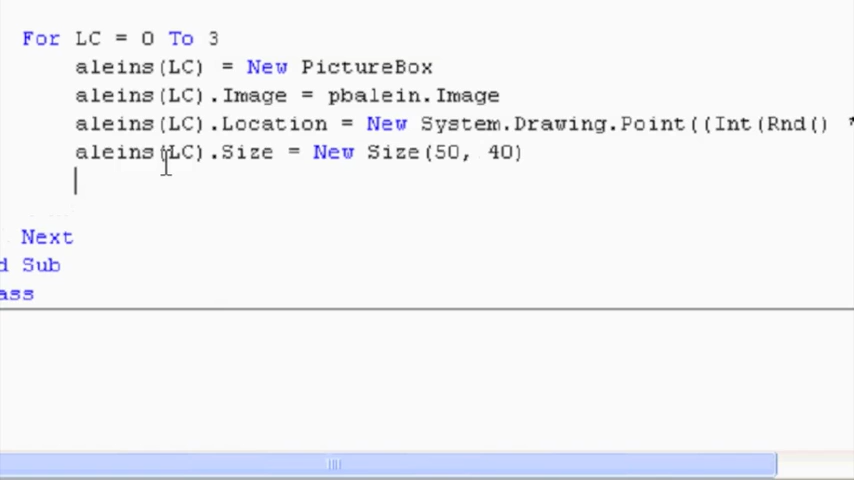 For LC = 0 To 3
aleins(LC) = New PictureBox
aleins(LC).Image = pbalein.Image
aleins(LC).Location = New System.Drawing.Point((Int(Rnd() *
aleins(LC).Size = New Size(50, 40)
Next
d Sub
ass